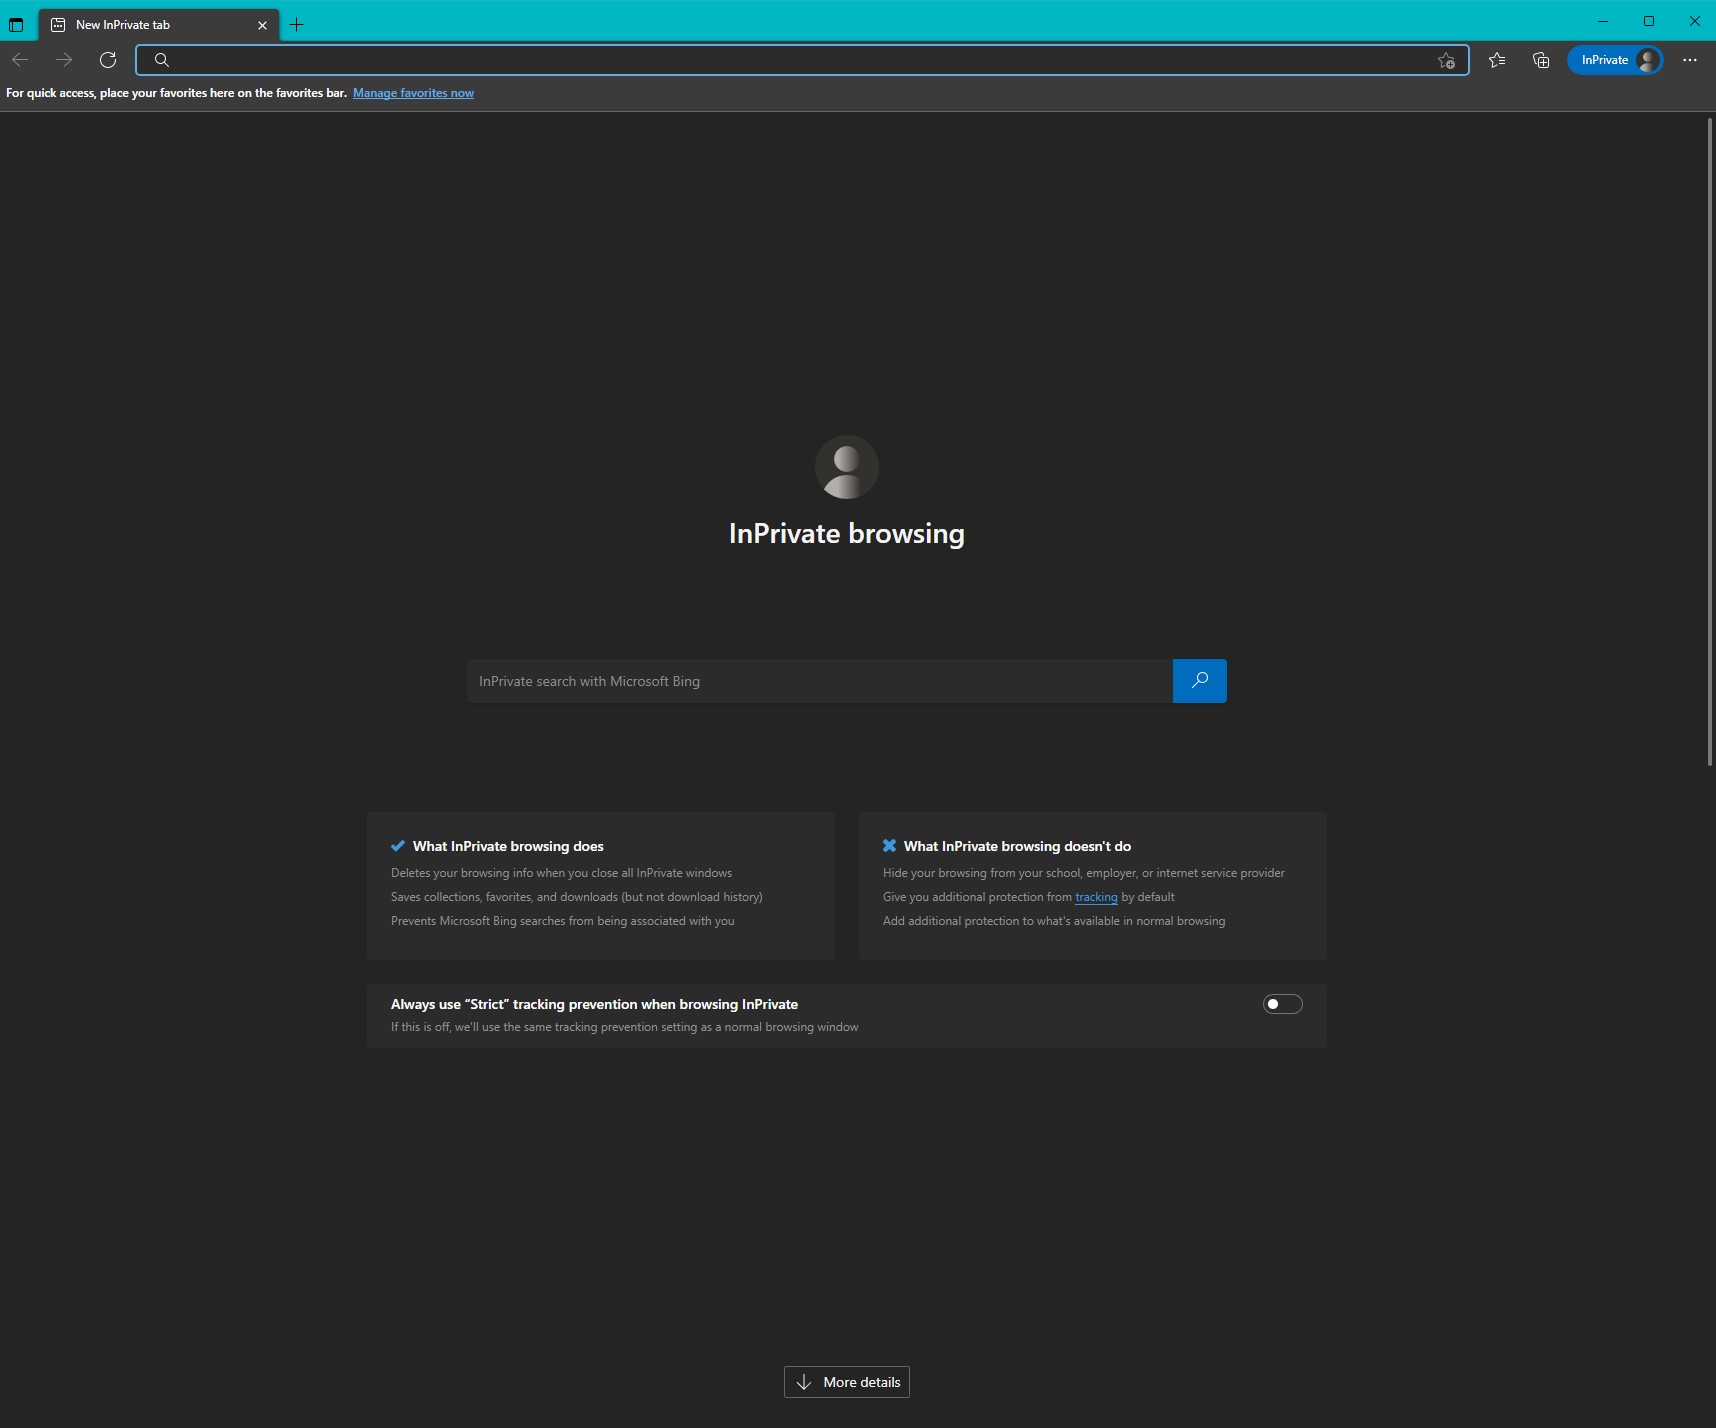 New InPrivate tab
InPrivate
For quick access, place your favorites here on the favorites bar. Manage favorites now
InPrivate browsing
InPrivate search with Microsoft Bing
What InPrivate browsing does
Deletes your browsing info when you close all InPrivate windows
Saves collections, favorites, and downloads (but not download history)
Prevents Microsoft Bing searches from being associated with you
What InPrivate browsing doesn't do
Hide your browsing from your school, employer, or internet service provider
Give you additional protection from tracking by default
Add additional protection to what's available in normal browsing
Always use “Strict” tracking prevention when browsing InPrivate
If this is off, we'll use the same tracking prevention setting as a normal browsing window
More details